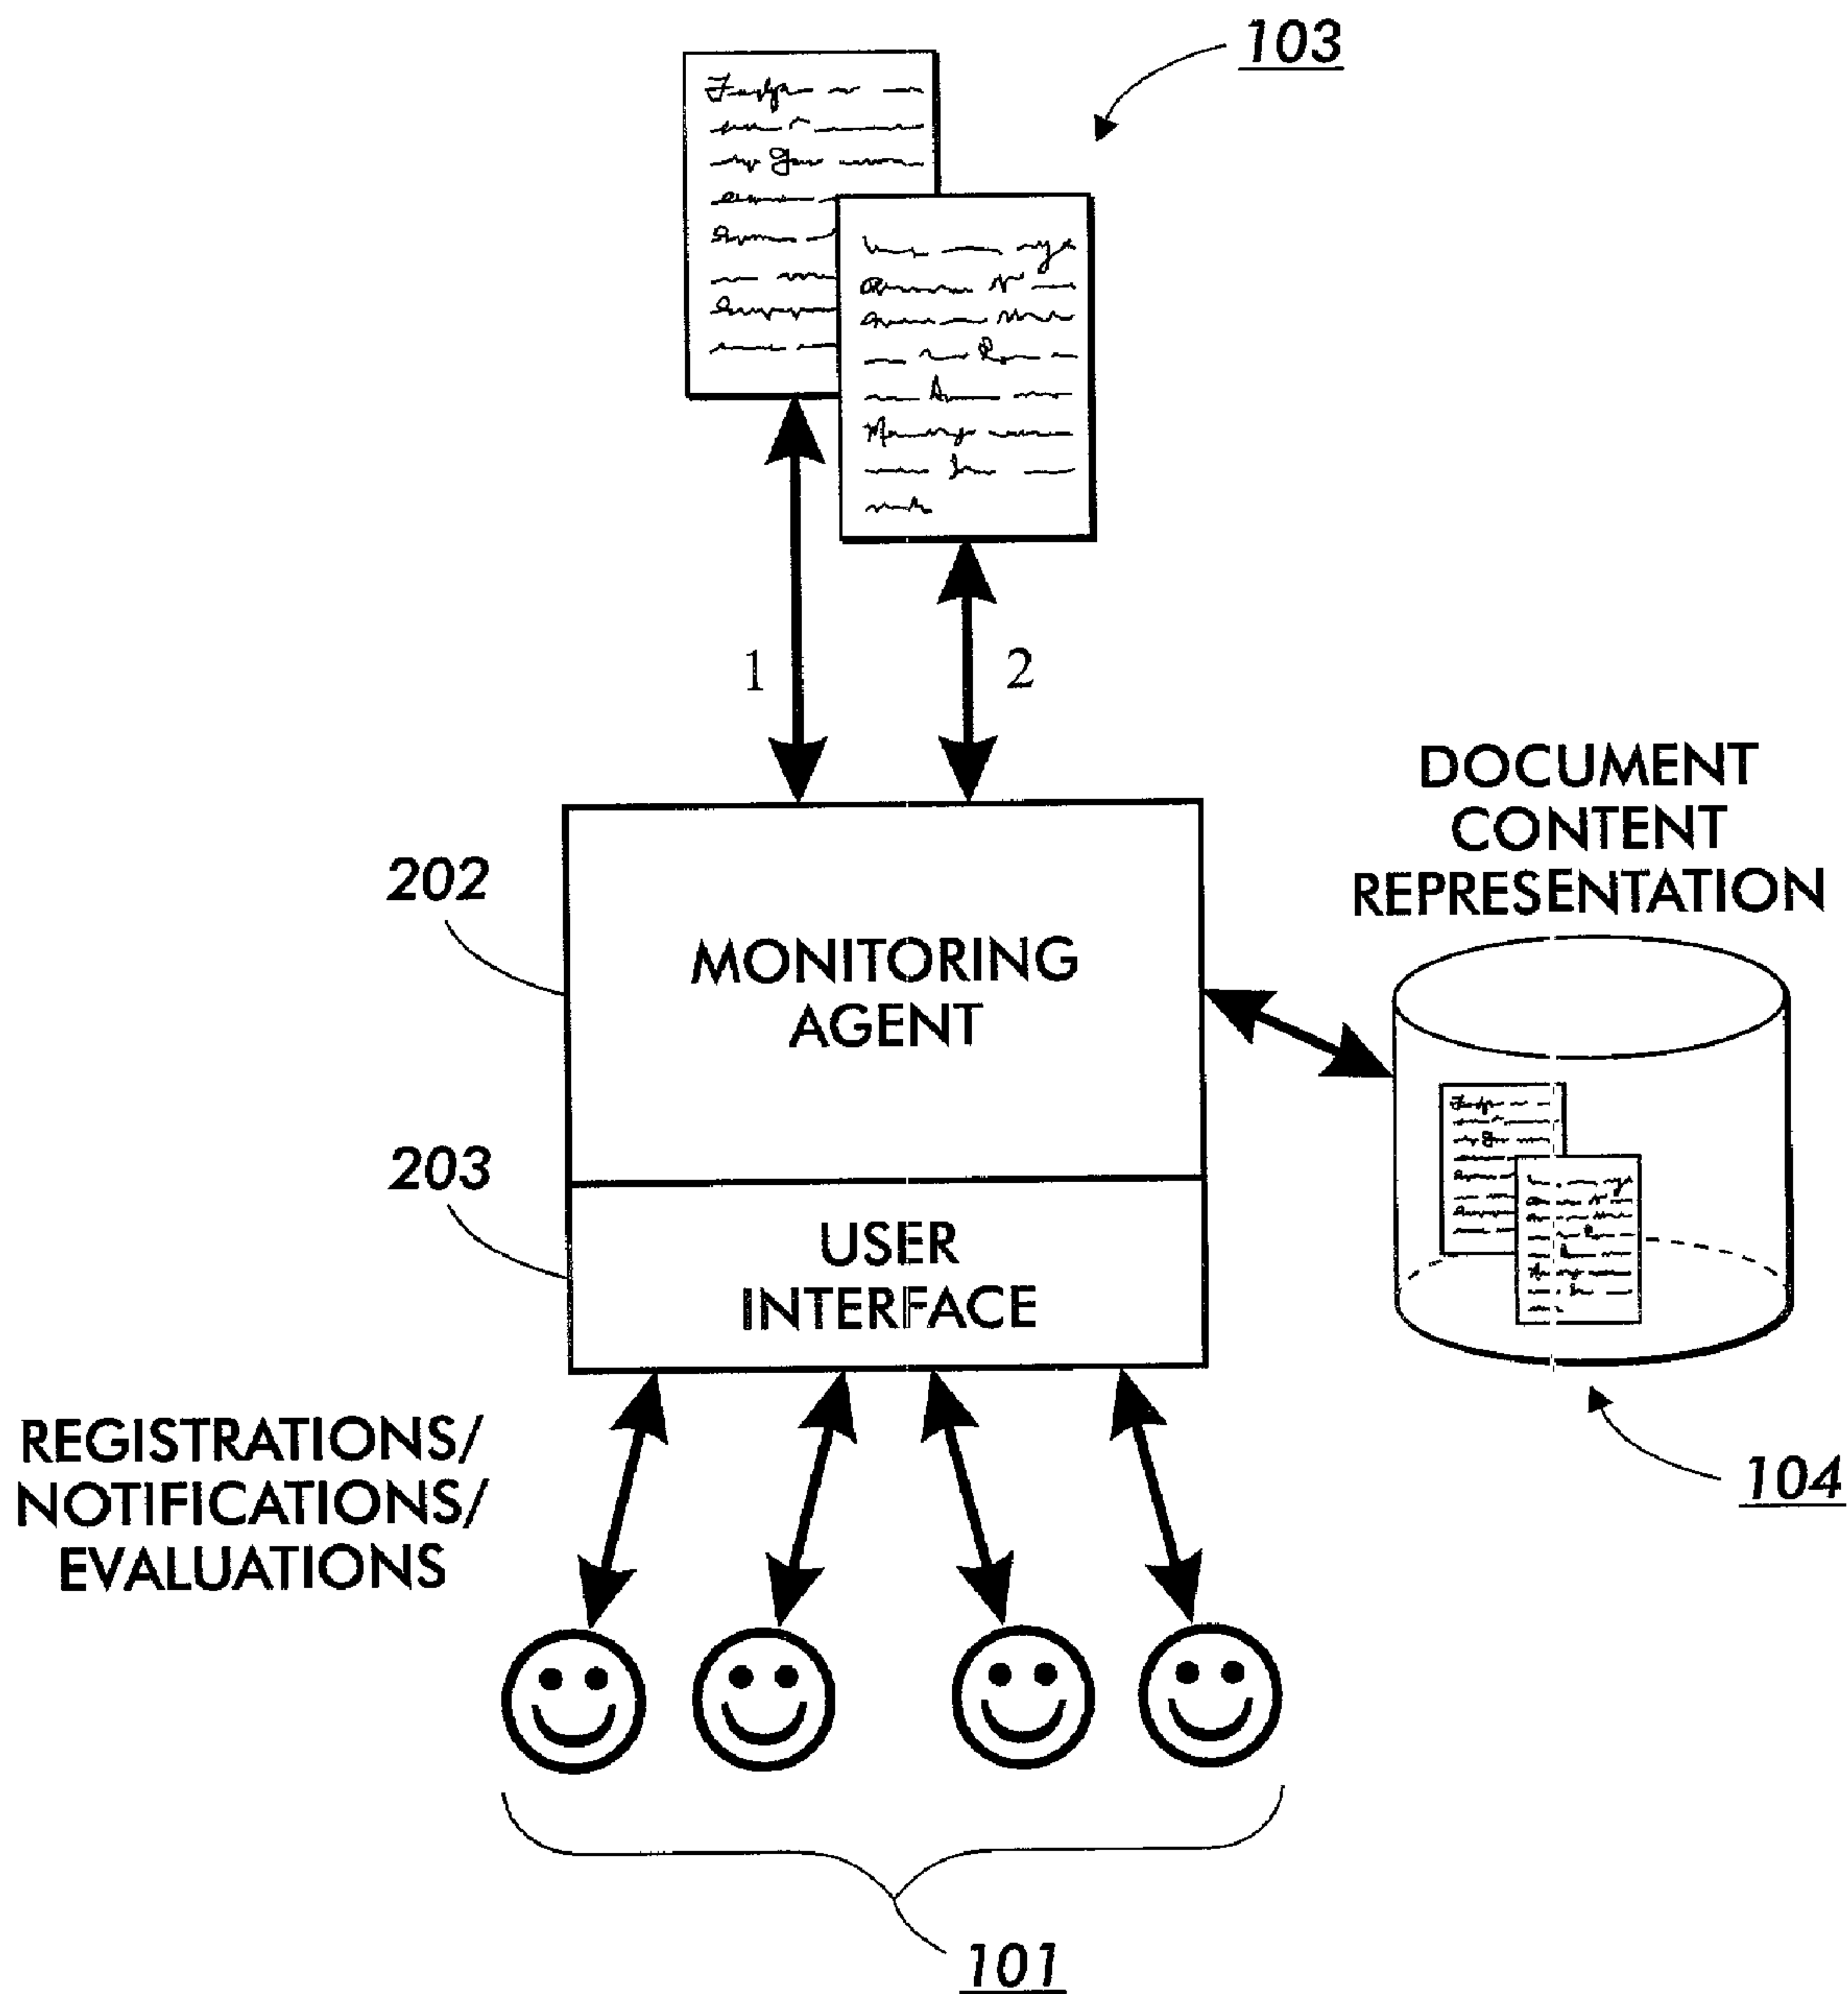 103
1
2
DOCUMENT
CONTENT
REPRESENTATION
202
MONITORING
AGENT
203
USER
INTERFACE
REGISTRATIONS/
NOTIFICATIONS/
EVALUATIONS
104
101